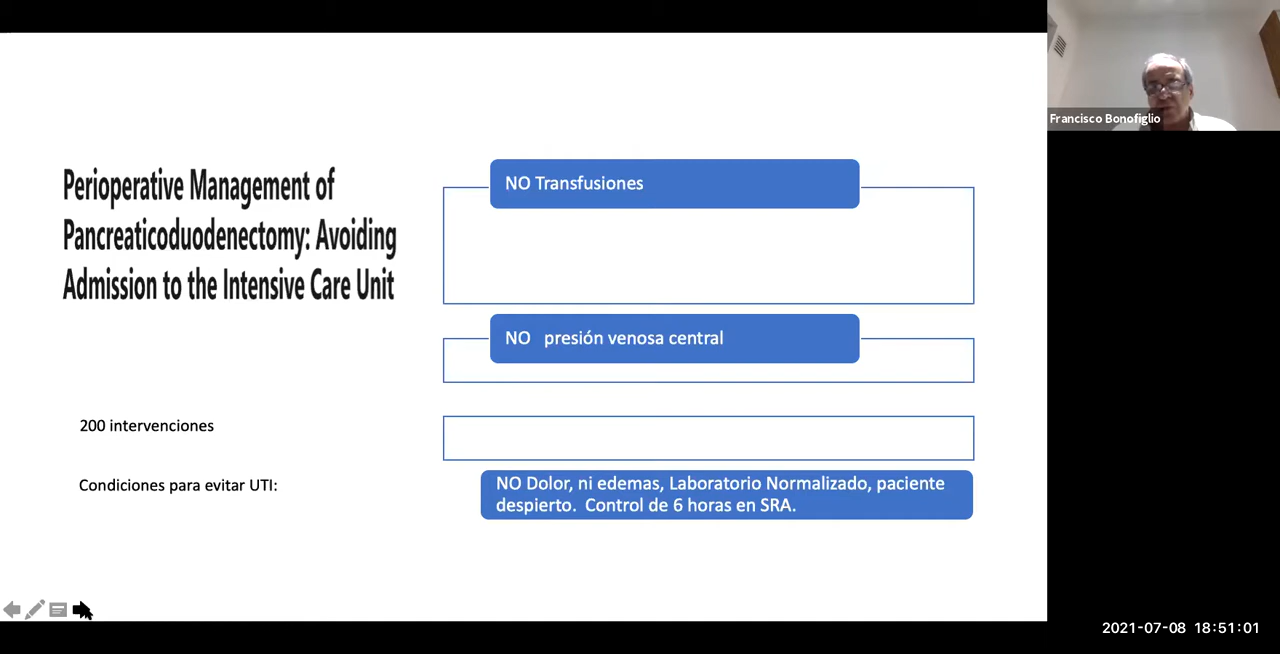 Perioperative Management of
Pancreaticoduodenectomy: Avoiding
Admission to the Intensive Care Unit
200 intervenciones
Condiciones para evitar UTI:
NO Transfusiones
NO presión venosa central
NO Dolor, ni edemas, Laboratorio Normalizado, paciente
despierto. Control de 6 horas en SRA.
Francisco Bonofiglio
2021-07-08 18:51:01